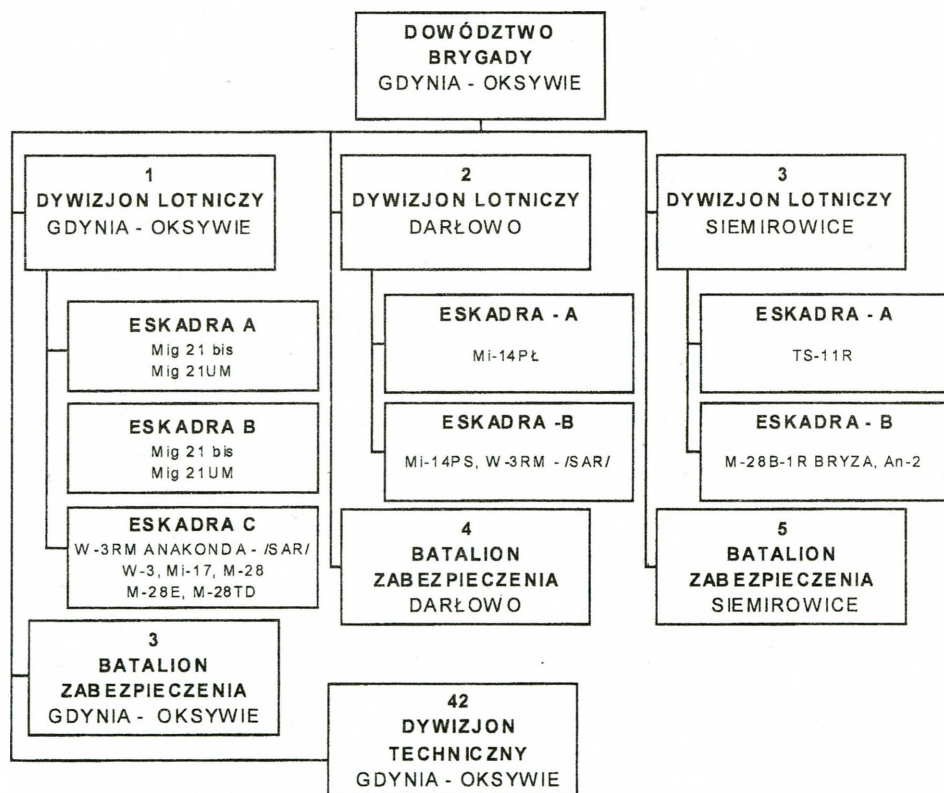 DOWÓDZTWO
BRYGADY
GDYNIA - OKSYWIE
1
DYWIZJON LOTNICZY
GDYNIA - OKSYWIE
ESKADRA A
Mig 21 bis
Mig 21UM
ESKADRA B
Mig 21 bis
Mig 21UM
ESKADRA C
W-3RM ANAKONDA - /SAR/
W-3, Mi-17, M-28
M-28E, M-28TD
3
BATALION
ZABEZPIECZENIA
GDYNIA - OKSYWIE
2
DYWIZJON LOTNICZY
DARŁOWO
ESKADRA - A
Mi-14PŁ
ESKADRA -B
Mi-14PS, W-3RM - /SAR/
4
BATALION
ZABEZPIECZENIA
DARŁOWO
3
DYWIZJON LOTNICZY
SIEMIROWICE
ESKADRA - A
TS-11R
ESKADRA - B
M-28B-1R BRYZA, An-2
5
BATALION
ZABEZPIECZENIA
SIEMIROWICE
42
DYWIZJON
TECHNICZNY
GDYNIA - OKSYWIE